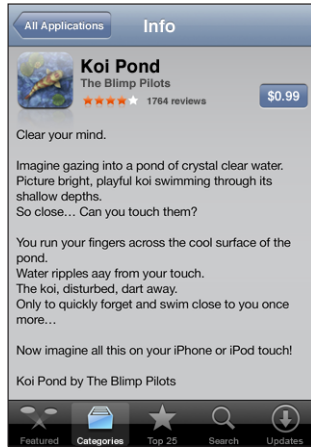 All Applications
Info
Koi Pond
The Blimp Pilots
1764 reviews
$0.99
Clear your mind.
Imagine gazing into a pond of crystal clear water.
Picture bright, playful koi swimming through its
shallow depths.
So close... Can you touch them?
You run your fingers across the cool surface of the
pond.
Water ripples aay from your touch.
The koi, disturbed, dart away.
Only to quickly forget and swim close to you once
more...
Now imagine all this on your iPhone or iPod touch!
Koi Pond by The Blimp Pilots
Featured
Categories
Top 25
Search
Updates